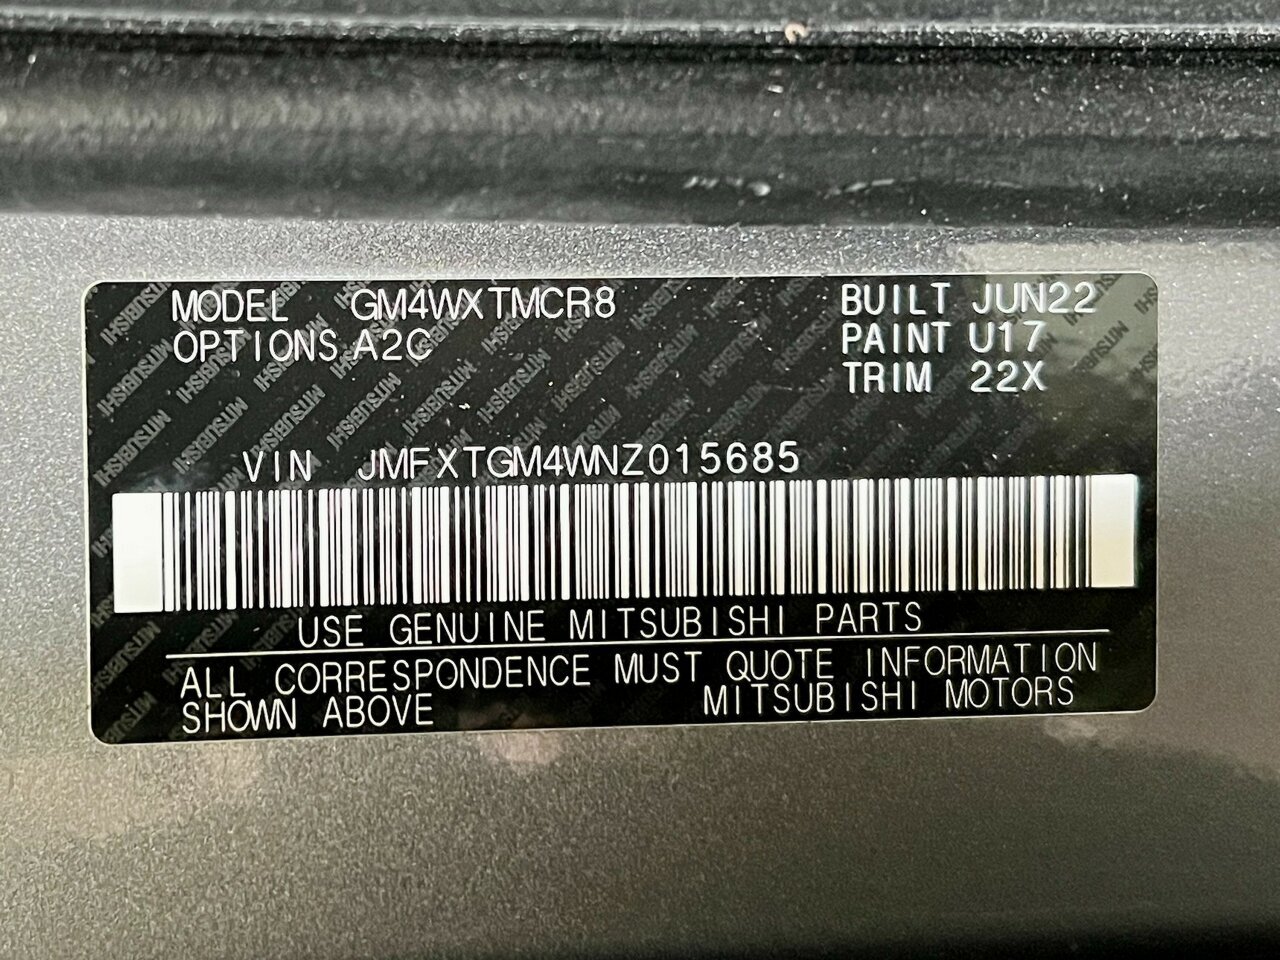 MODEL GM4WXTMCR8 BUILT JUN22
OPTIONS A2C PAINT U17
TRIM 22X
VIN JMFXTGM4WNZ015685
USE GENUINE MITSUBISHI PARTS
ALL CORRESPONDENCE MUST QUOTE INFORMATION
SHOWN ABOVE MITSUBISHI MOTORS